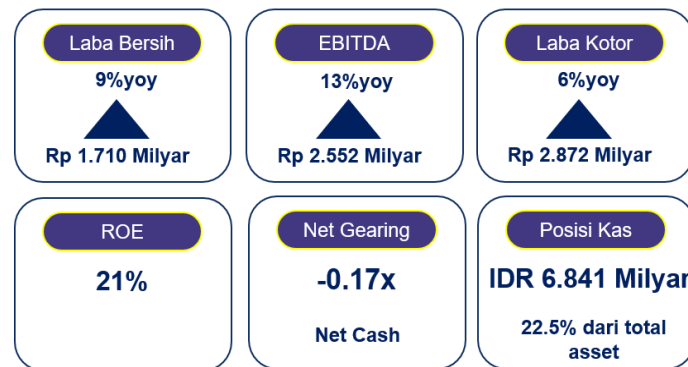 Laba Bersih
9%yoy
Rp 1.710 Milyar
EBITDA
13%yoy
Rp 2.552 Milyar
Laba Kotor
6%yoy
Rp 2.872 Milyar
ROE
21%
Net Gearing
-0.17x
Net Cash
Posisi Kas
IDR 6.841 Milyar
22.5% dari total
asset